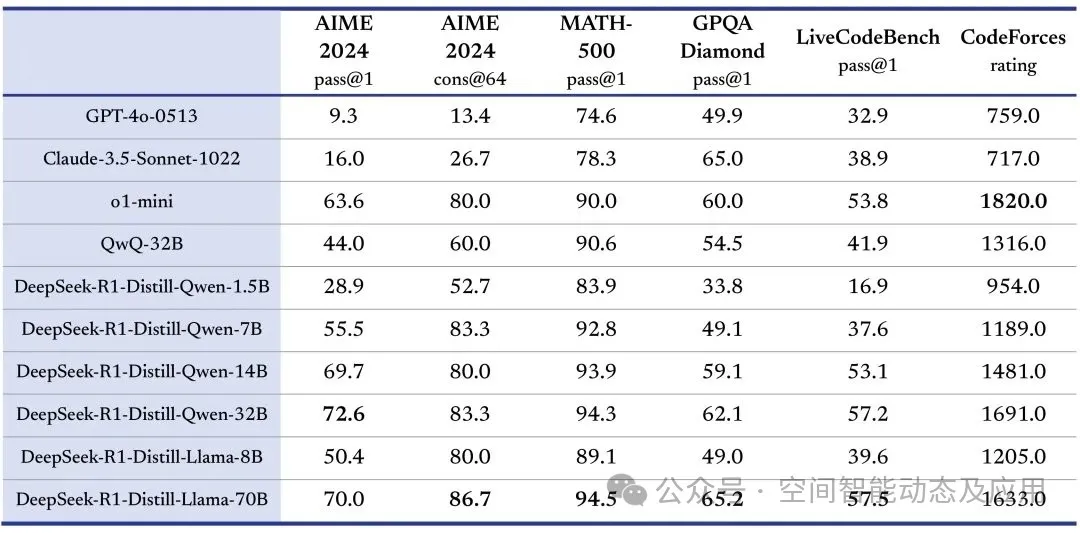 AIME 2024 pass@1 AIME 2024 cons@64 MATH-500 pass@1 GPQA Diamond pass@1 LiveCodeBench pass@1 CodeForces rating
GPT-4o-0513 9.3 13.4 74.6 49.9 32.9 759.0
Claude-3.5-Sonnet-1022 16.0 26.7 78.3 65.0 38.9 717.0
o1-mini 63.6 80.0 90.0 60.0 53.8 1820.0
QwQ-32B 44.0 60.0 90.6 54.5 41.9 1316.0
DeepSeek-R1-Distill-Qwen-1.5B 28.9 52.7 83.9 33.8 16.9 954.0
DeepSeek-R1-Distill-Qwen-7B 55.5 83.3 92.8 49.1 37.6 1189.0
DeepSeek-R1-Distill-Qwen-14B 69.7 80.0 93.9 59.1 53.1 1481.0
DeepSeek-R1-Distill-Qwen-32B 72.6 83.3 94.3 62.1 57.2 1691.0
DeepSeek-R1-Distill-Llama-8B 50.4 80.0 89.1 49.0 39.6 1205.0
DeepSeek-R1-Distill-Llama-70B 70.0 86.7 94.5 65.2 57.5 1633.0
公众号 · 空间智能动态及应用